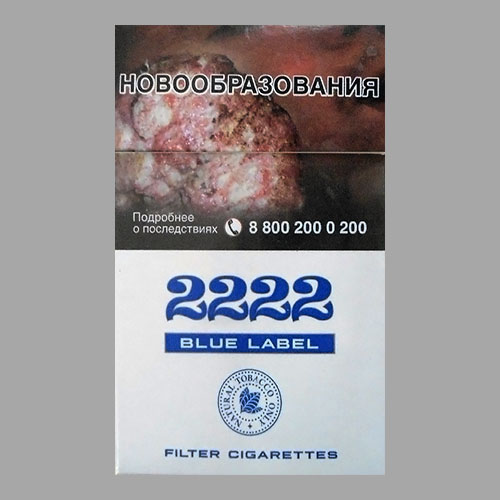 НОВООБРАЗОВАНИЯ
Подробнее
о последствиях 8 800 200 0 200
2222
BLUE LABEL
NATURAL TOBACCO ONLY
FILTER CIGARETTES